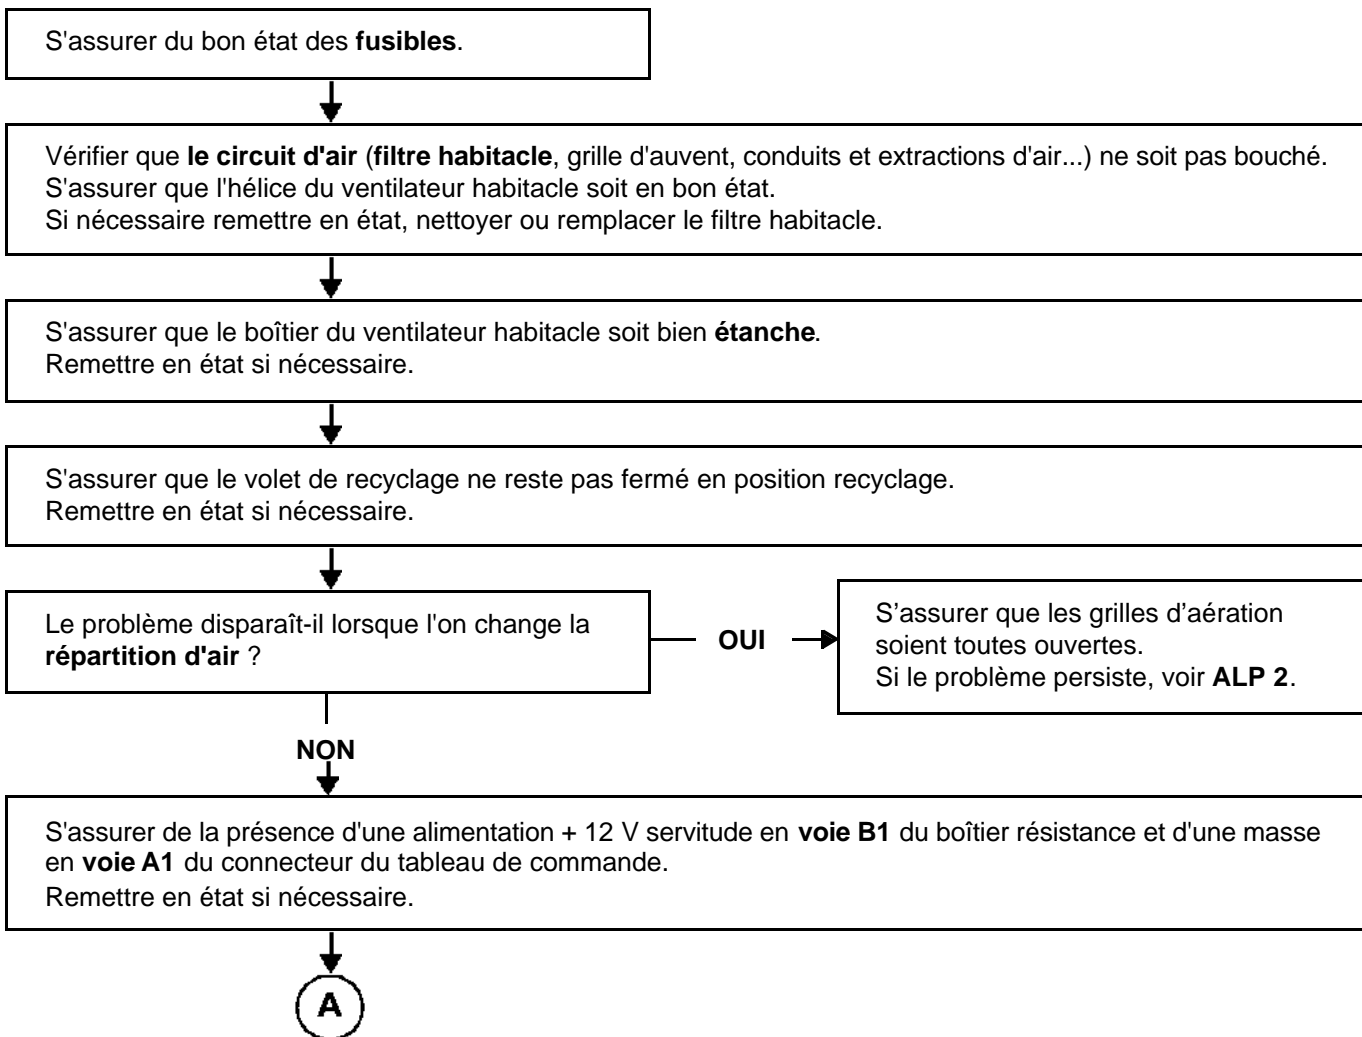 S'assurer du bon état des fusibles.
Vérifier que le circuit d'air (filtre habitacle, grille d'auvent, conduits et extractions d'air...) ne soit pas bouché.
S'assurer que l'hélice du ventilateur habitacle soit en bon état.
Si nécessaire remettre en état, nettoyer ou remplacer le filtre habitacle.
S'assurer que le boîtier du ventilateur habitacle soit bien étanche.
Remettre en état si nécessaire.
S'assurer que le volet de recyclage ne reste pas fermé en position recyclage.
Remettre en état si nécessaire.
Le problème disparaît-il lorsque l'on change la
répartition d'air ?
OUI
S’assurer que les grilles d’aération
soient toutes ouvertes.
Si le problème persiste, voir ALP 2.
NON
S'assurer de la présence d'une alimentation + 12 V servitude en voie B1 du boîtier résistance et d'une masse
en voie A1 du connecteur du tableau de commande.
Remettre en état si nécessaire.
A